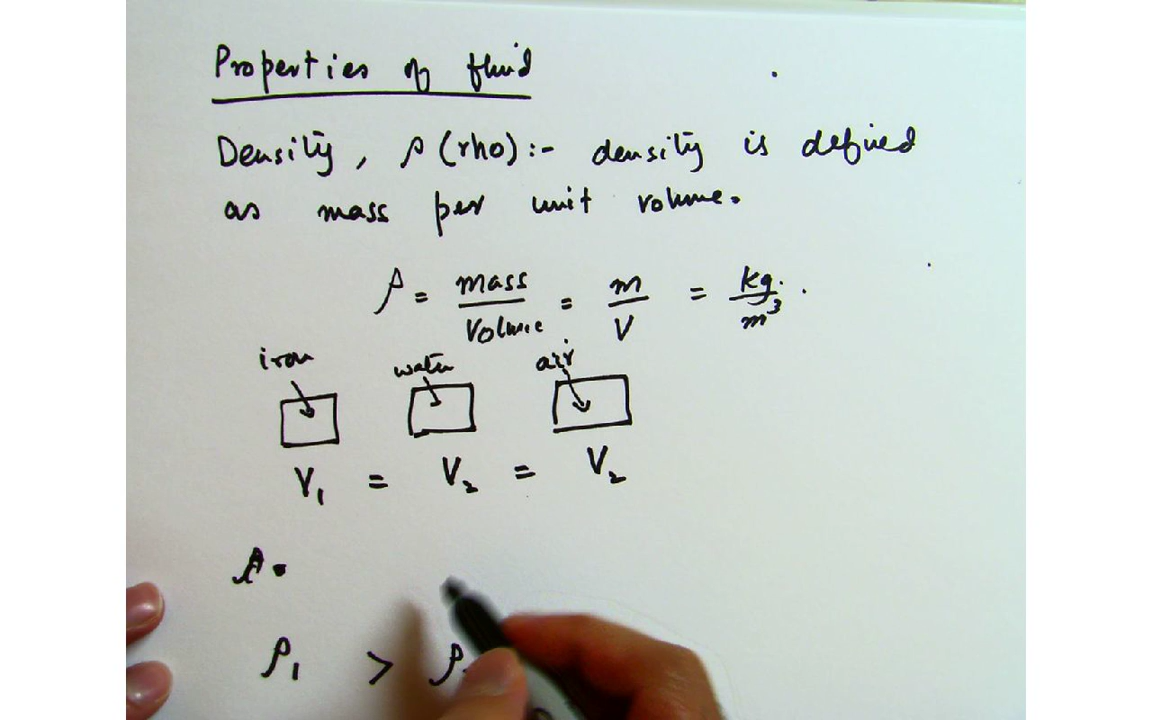 Properties of fluid
Density, ρ (rho):- density is defined
as mass per unit volume.
ρ = mass/Volume = m/V = kg/m³.
iron water air
V₁ = V₂ = V₂
ρ₁ > ρ